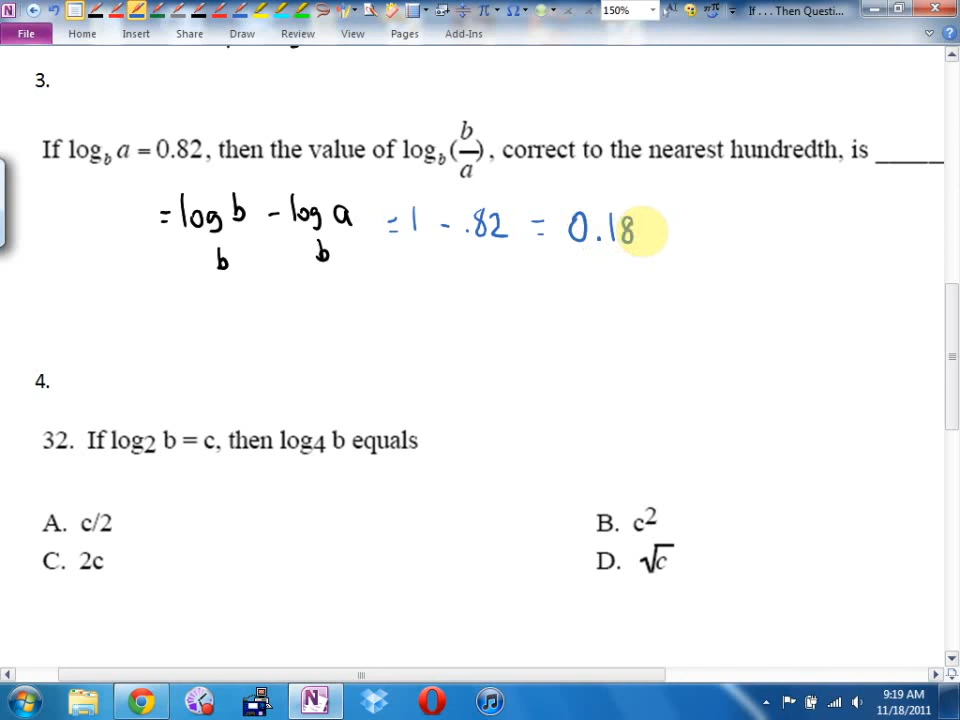 150% If . . . Then Questi...
File Home Insert Share Draw Review View Pages Add-Ins
3.
If log_b a = 0.82, then the value of log_b(b/a), correct to the nearest hundredth, is _____
= log_b b - log_b a = 1 - .82 = 0.18
4.
32. If log2 b = c, then log4 b equals
A. c/2 B. c²
C. 2c D. √c
9:19 AM
11/18/2011